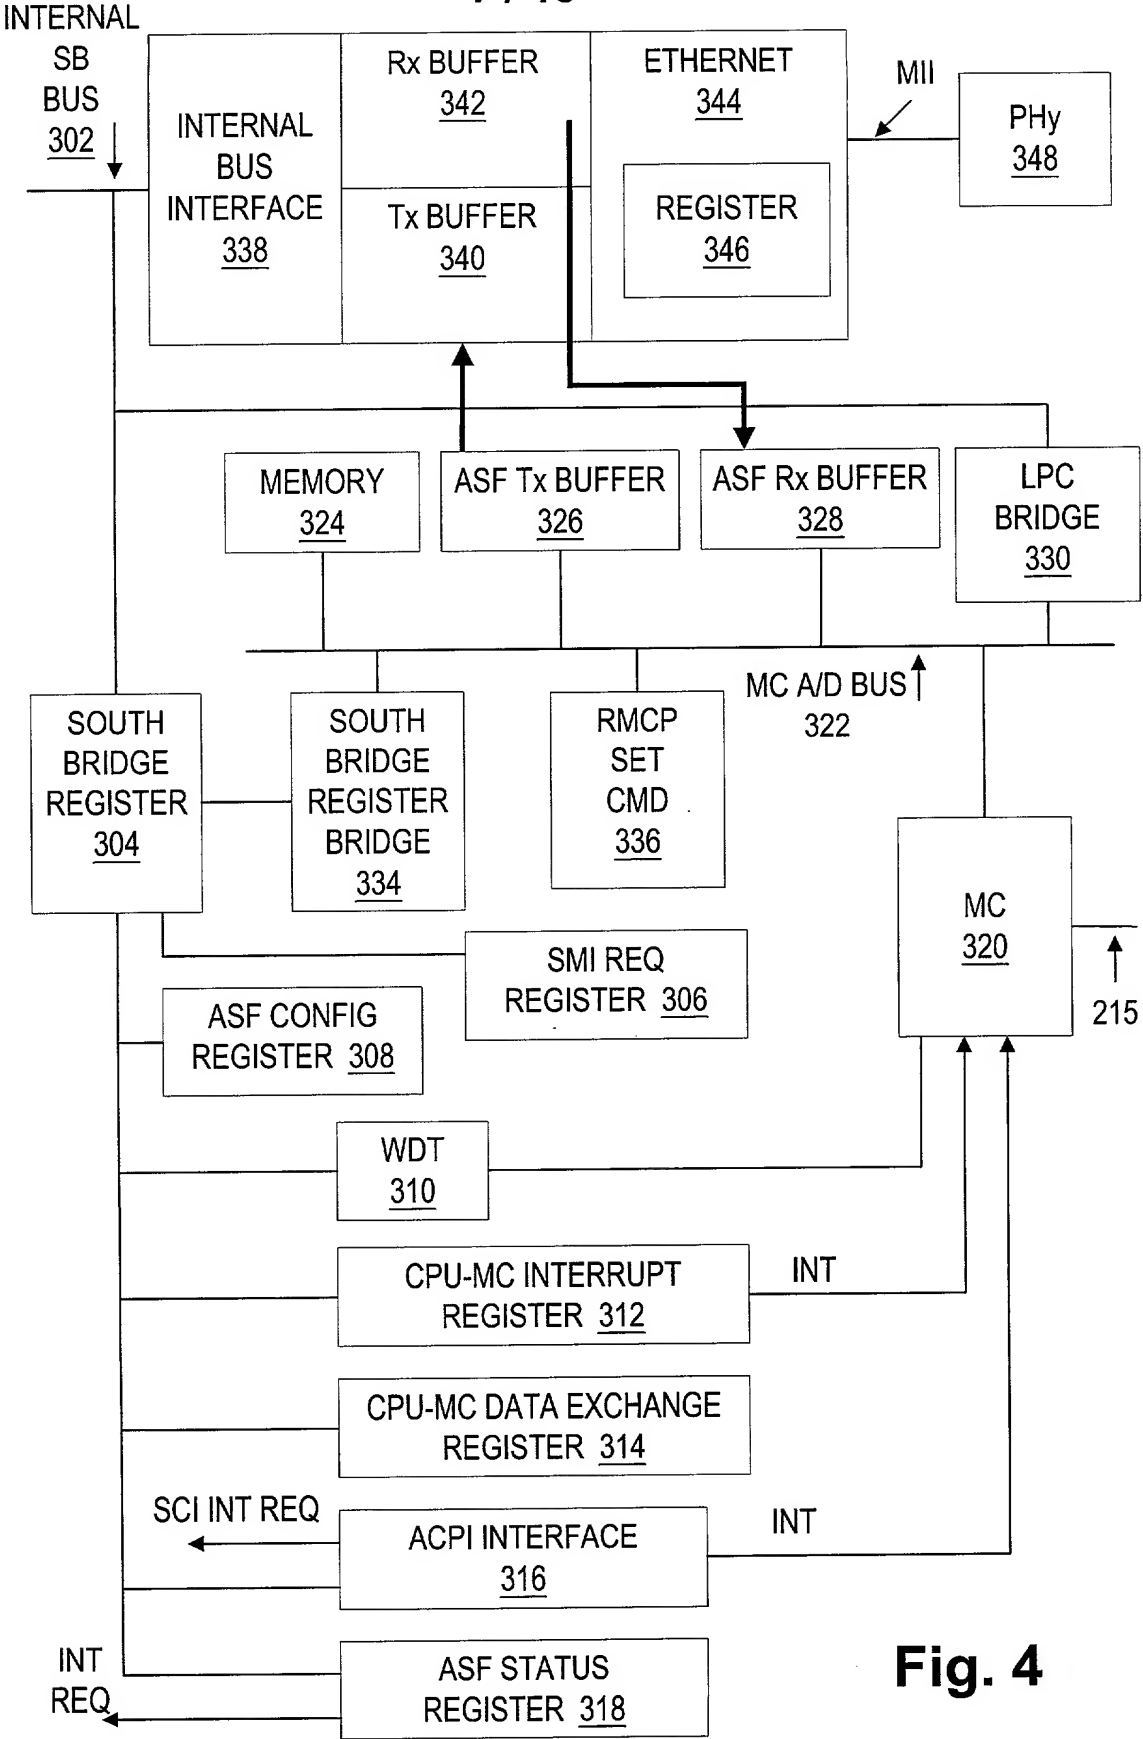 INTERNAL
SB
BUS
302
INTERNAL
BUS
INTERFACE
338
Rx BUFFER
342
Tx BUFFER
340
ETHERNET
344
REGISTER
346
MII
PHy
348
MEMORY
324
ASF Tx BUFFER
326
ASF Rx BUFFER
328
LPC
BRIDGE
330
MC A/D BUS
322
SOUTH
BRIDGE
REGISTER
304
SOUTH
BRIDGE
REGISTER
BRIDGE
334
RMCP
SET
CMD
336
MC
320
215
SMI REQ
REGISTER 306
ASF CONFIG
REGISTER 308
WDT
310
CPU-MC INTERRUPT
REGISTER 312
INT
CPU-MC DATA EXCHANGE
REGISTER 314
SCI INT REQ
ACPI INTERFACE
316
INT
INT
REQ
ASF STATUS
REGISTER 318
Fig. 4